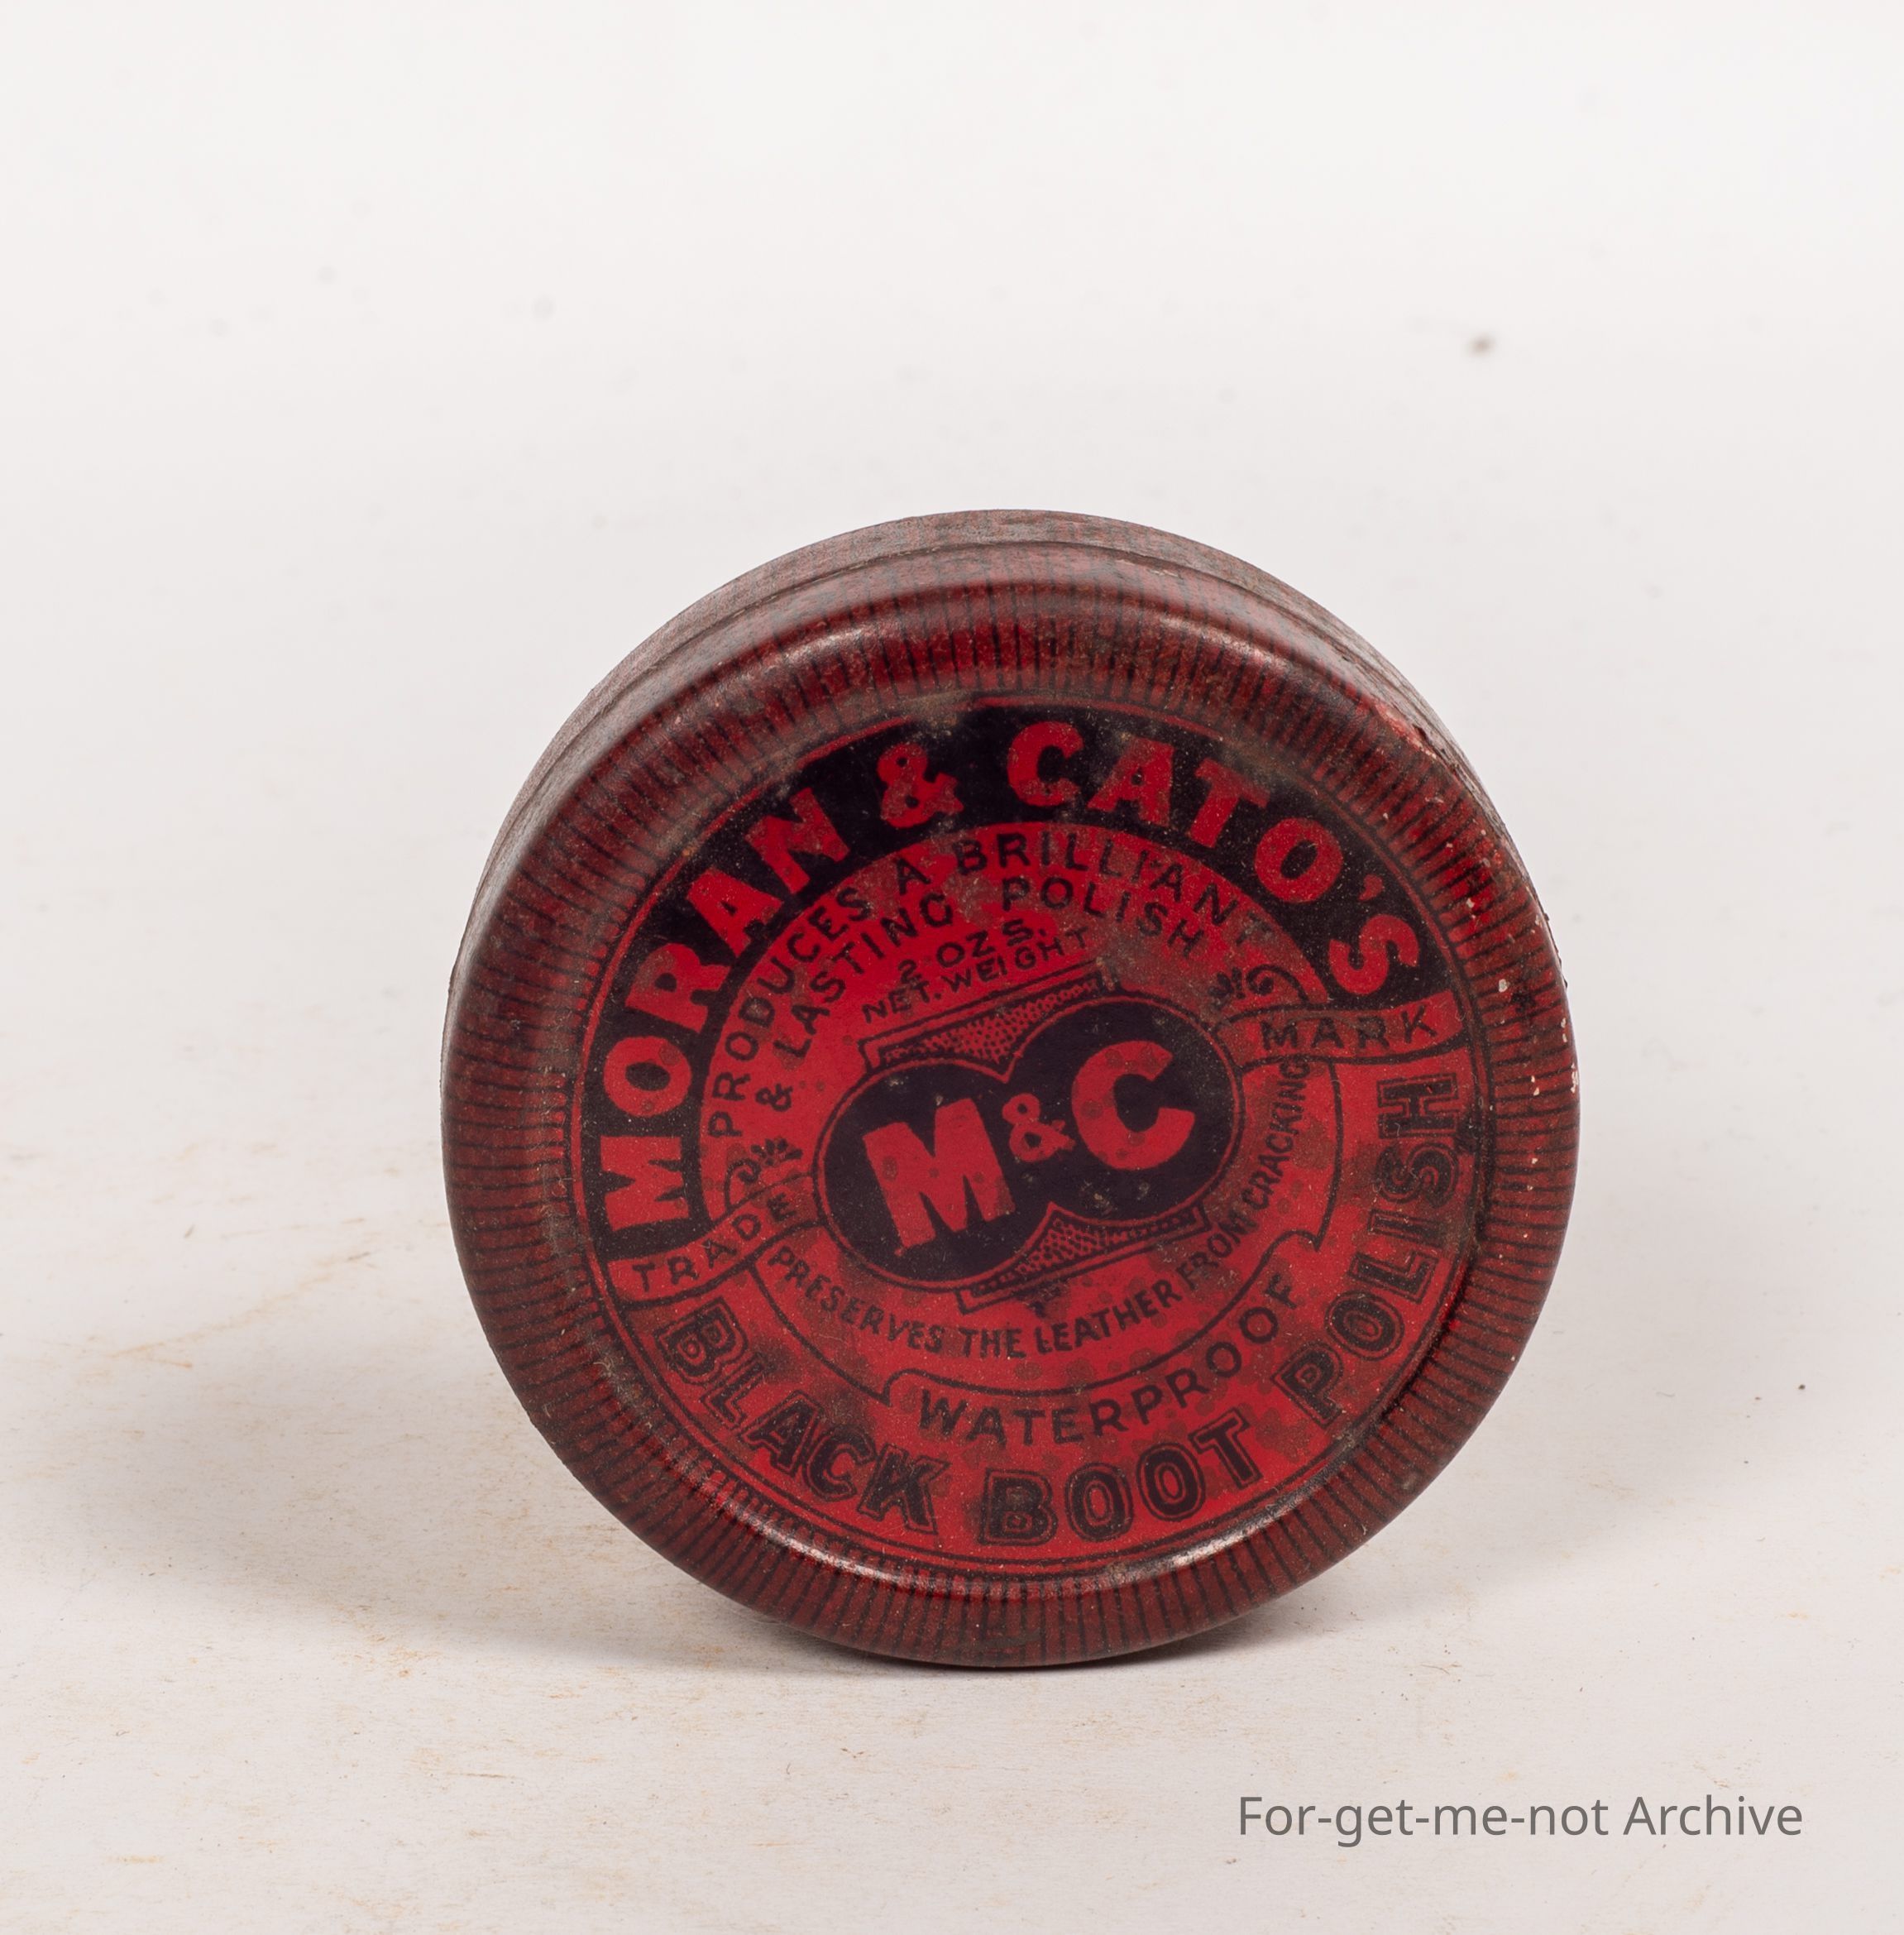 MORAN & CATO'S
PRODUCES A BRILLIANT
& LASTING POLISH
2 OZS.
NET. WEIGHT
TRADE MARK
M & C
PRESERVES THE LEATHER FROM CRACKING
WATERPROOF
BLACK BOOT POLISH
For-get-me-not Archive